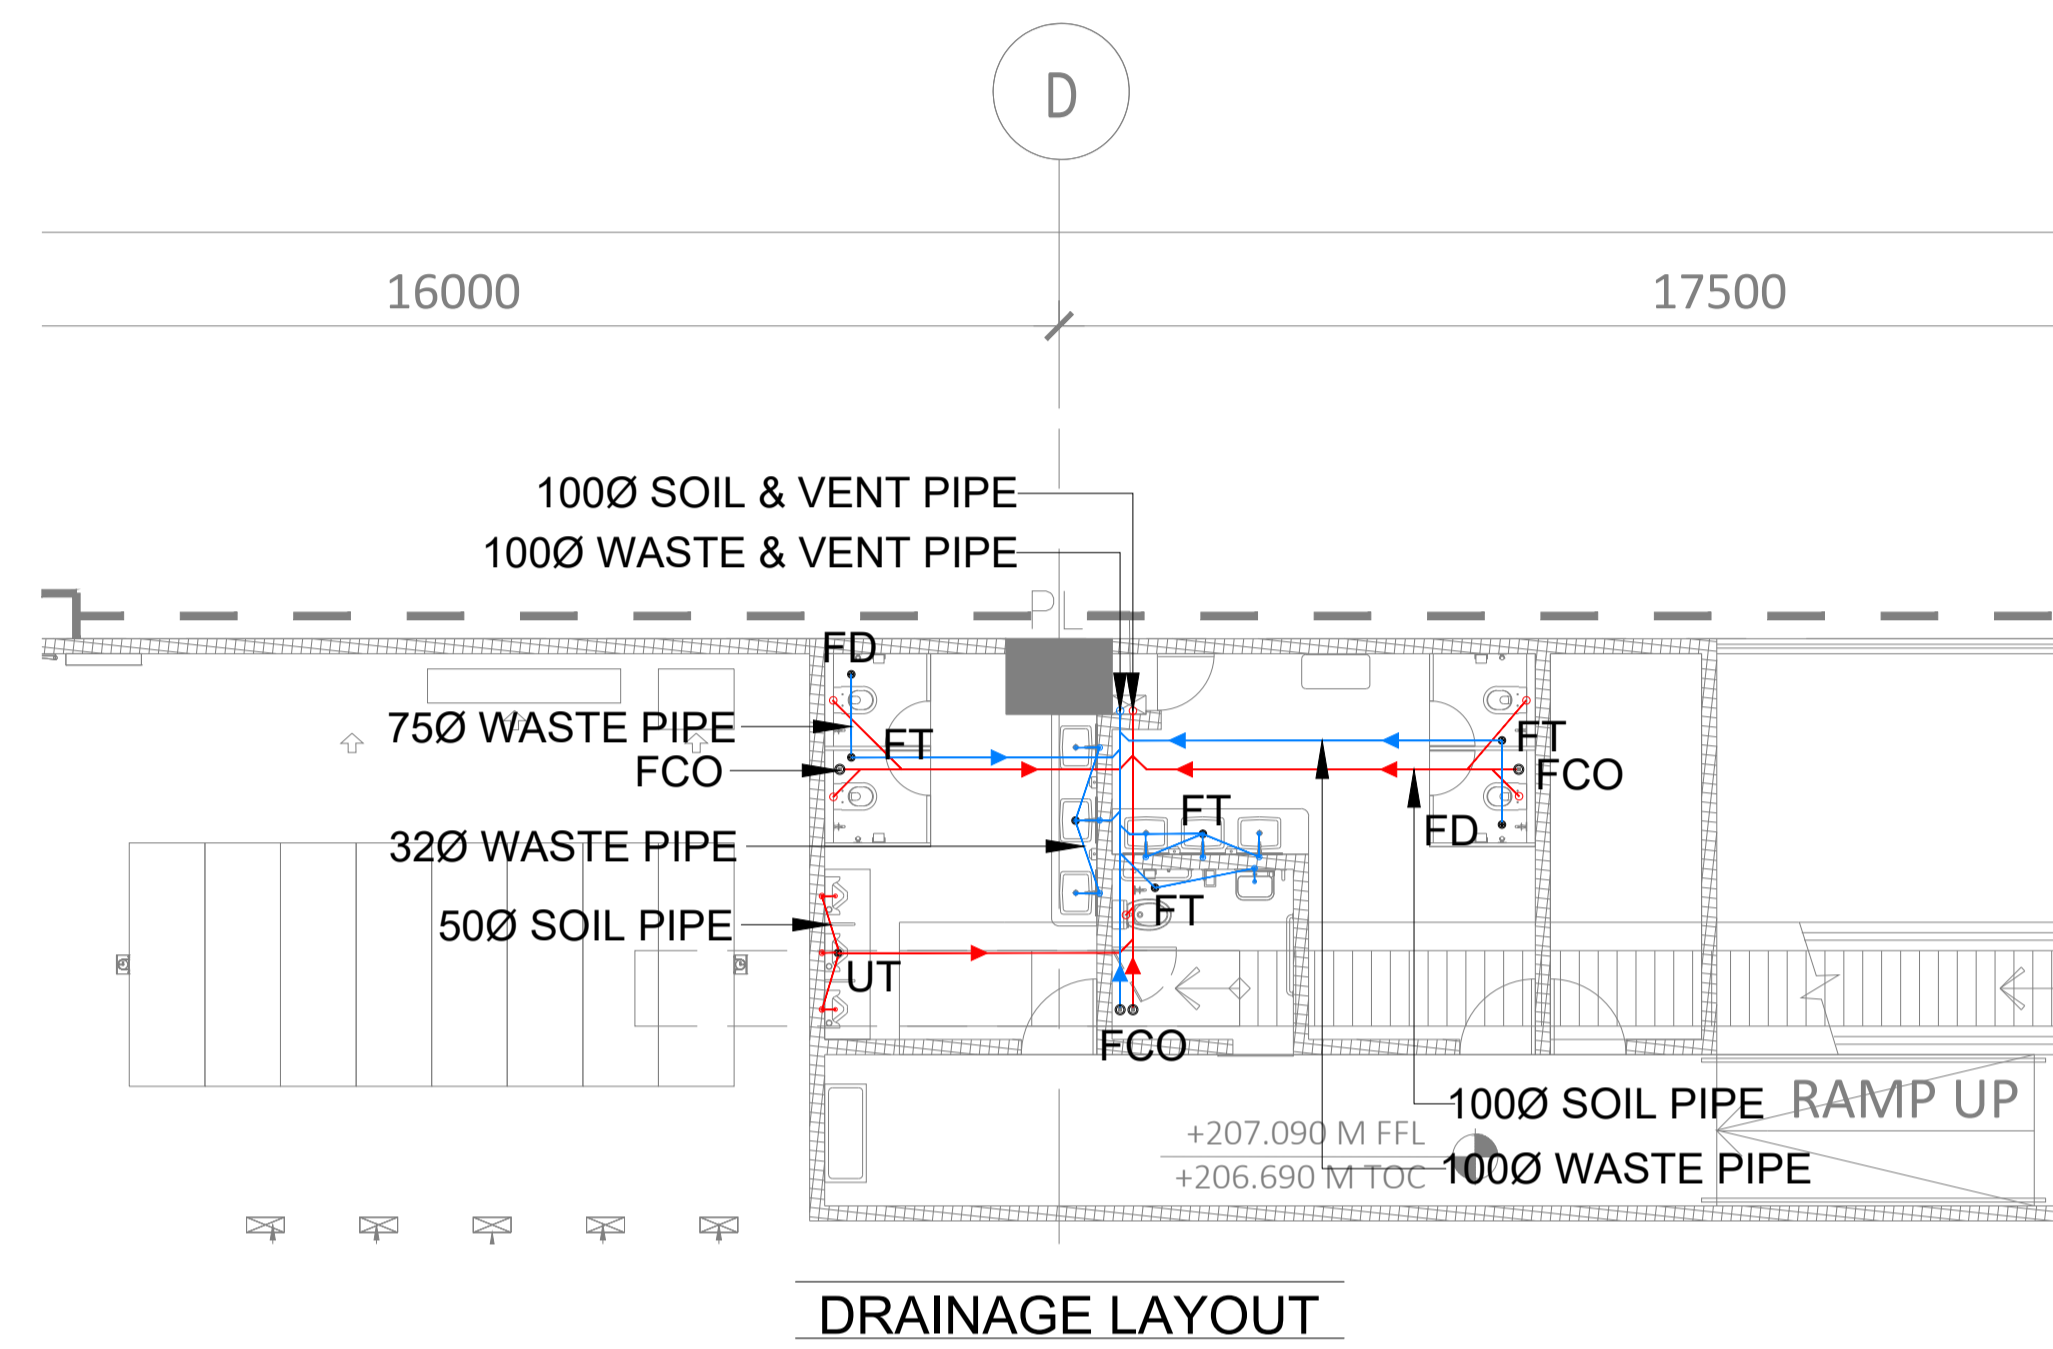 D
16000
17500
100Ø SOIL & VENT PIPE
100Ø WASTE & VENT PIPE
PL
FD
75Ø WASTE PIPE
FT
FT
FCO
FCO
FT
FD
32Ø WASTE PIPE
50Ø SOIL PIPE
FT
UT
FCO
100Ø SOIL PIPE
RAMP UP
+207.090 M FFL
+206.690 M TOC
100Ø WASTE PIPE
DRAINAGE LAYOUT